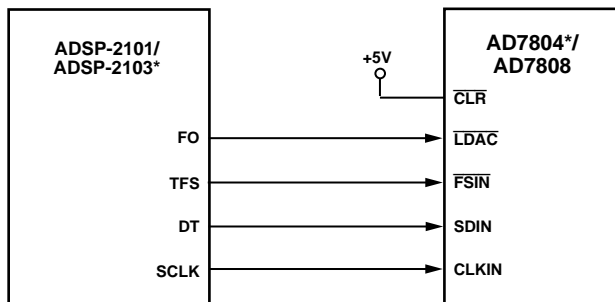 ADSP-2101/
ADSP-2103*
AD7804*/
AD7808
+5V
CLR
FO
LDAC
TFS
FSIN
DT
SDIN
SCLK
CLKIN